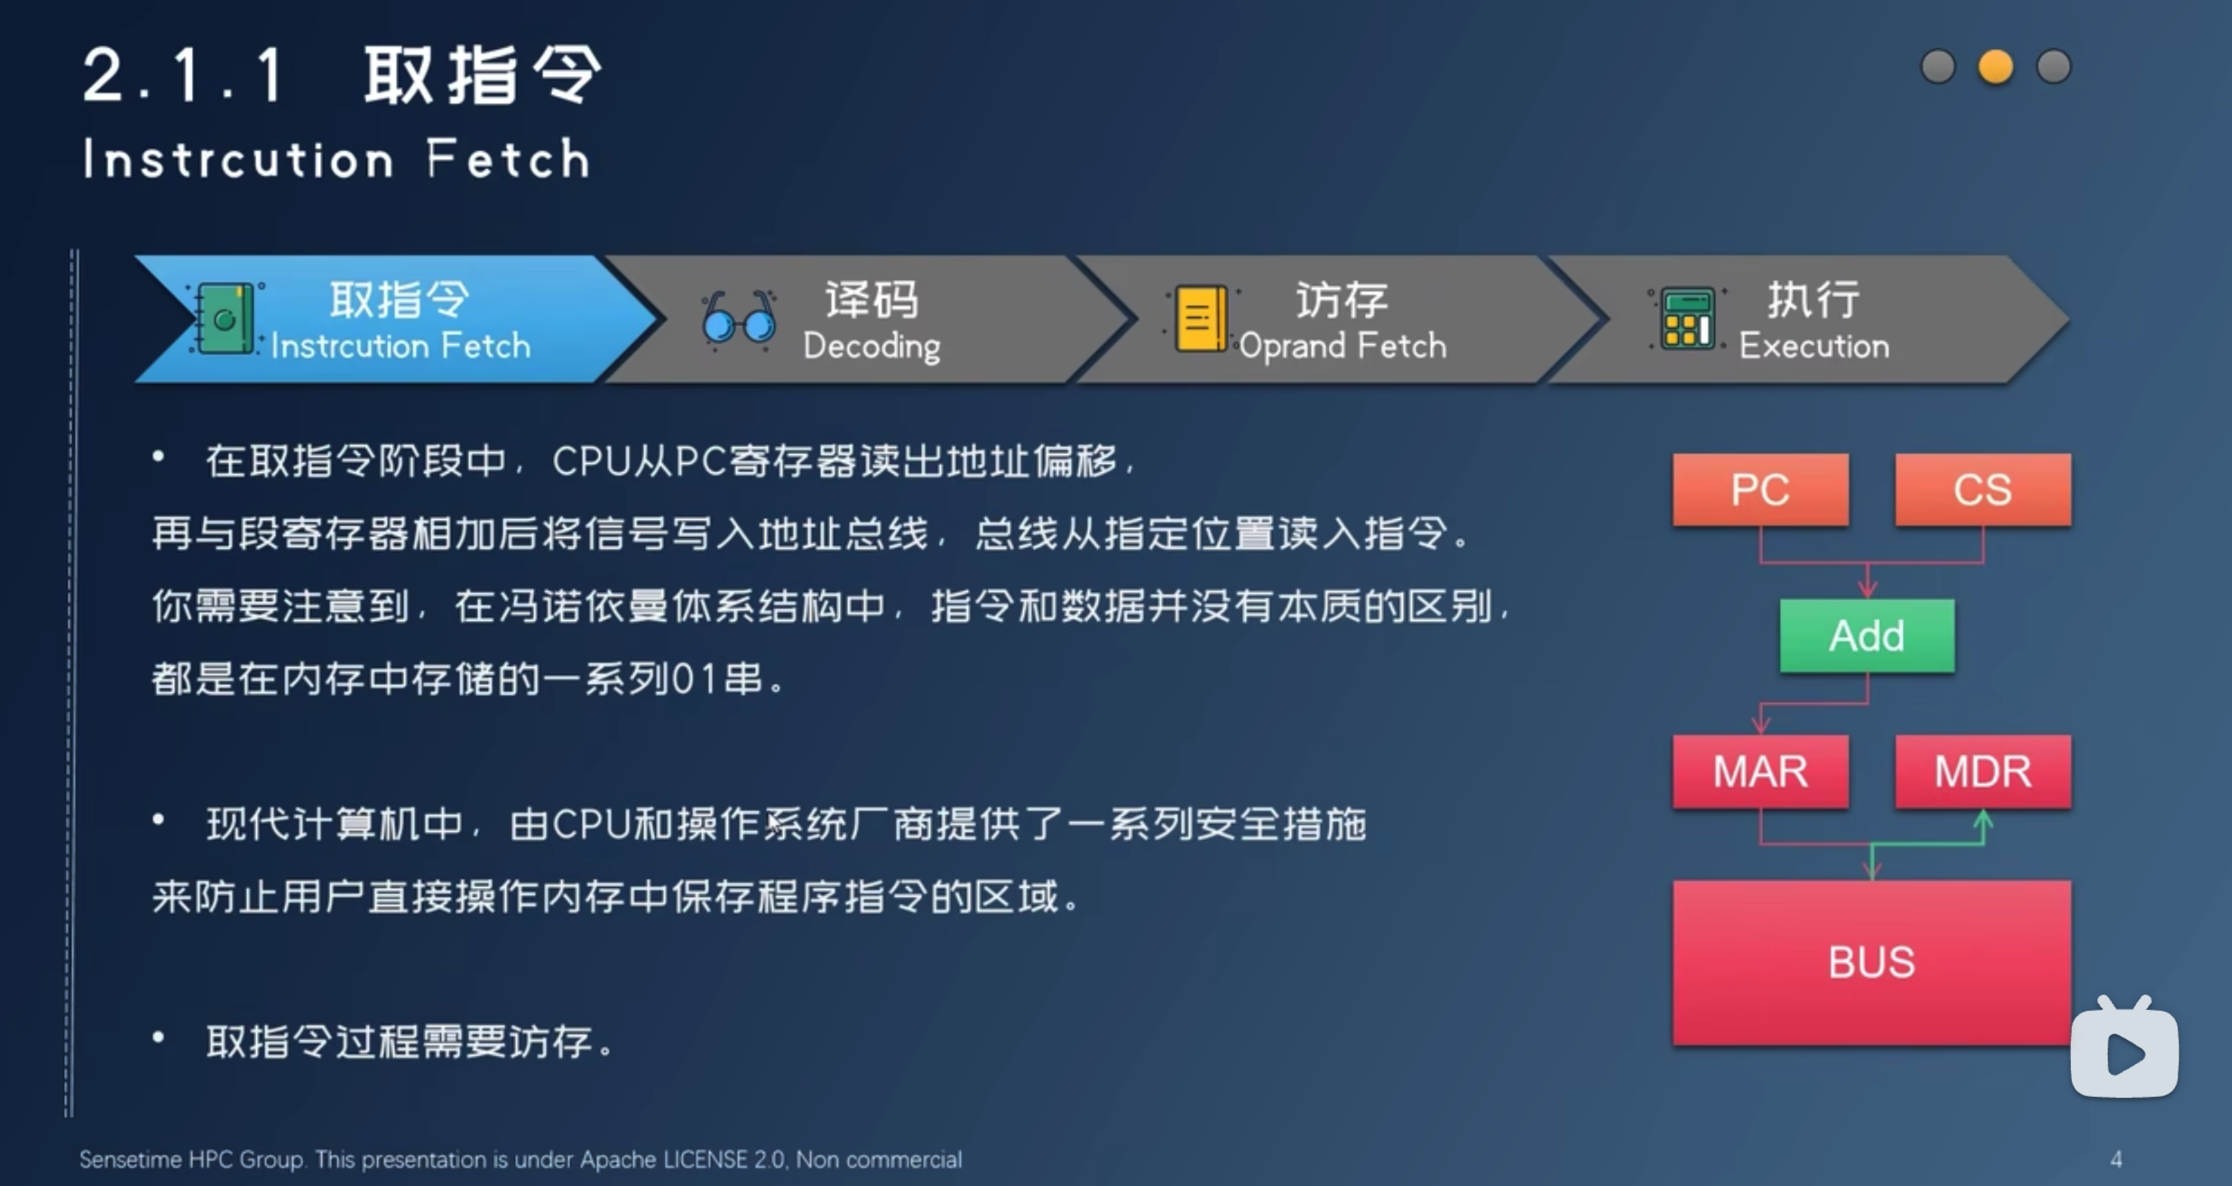 2.1.1 取指令
Instrcution Fetch
取指令
Instrcution Fetch
译码
Decoding
访存
Oprand Fetch
执行
Execution
• 在取指令阶段中，CPU从PC寄存器读出地址偏移，
再与段寄存器相加后将信号写入地址总线，总线从指定位置读入指令。
你需要注意到，在冯诺依曼体系结构中，指令和数据并没有本质的区别，
都是在内存中存储的一系列01串。
• 现代计算机中，由CPU和操作系统厂商提供了一系列安全措施
来防止用户直接操作内存中保存程序指令的区域。
• 取指令过程需要访存。
PC
CS
Add
MAR
MDR
BUS
Sensetime HPC Group. This presentation is under Apache LICENSE 2.0, Non commercial
4